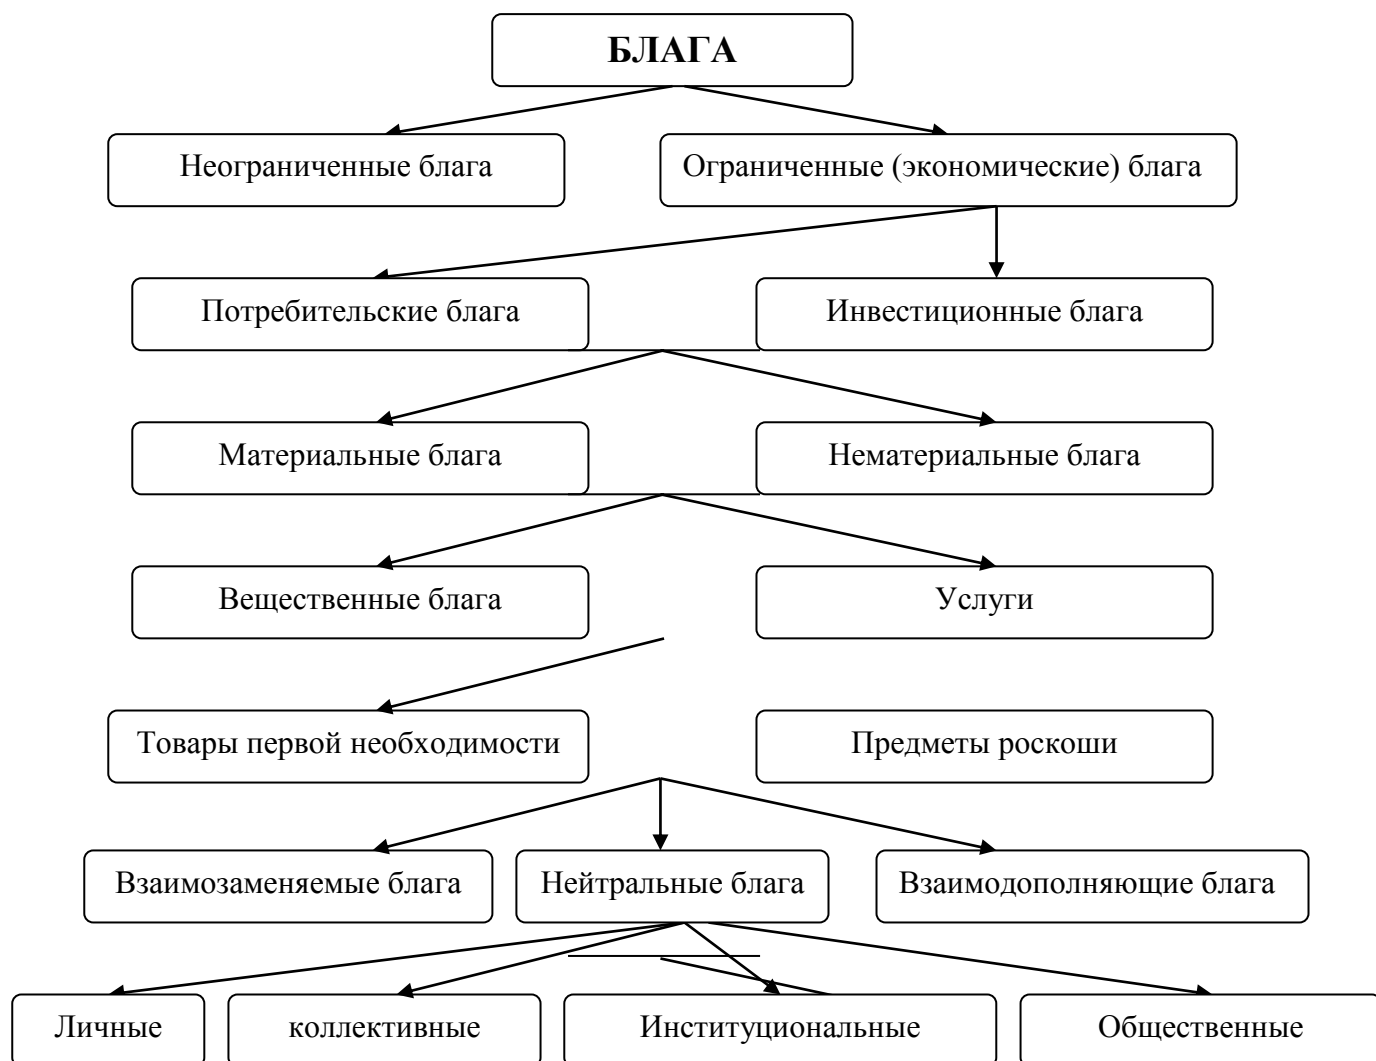 БЛАГА
Неограниченные блага
Ограниченные (экономические) блага
Потребительские блага
Инвестиционные блага
Материальные блага
Нематериальные блага
Вещественные блага
Услуги
Товары первой необходимости
Предметы роскоши
Взаимозаменяемые блага
Нейтральные блага
Взаимодополняющие блага
Личные
коллективные
Институциональные
Общественные